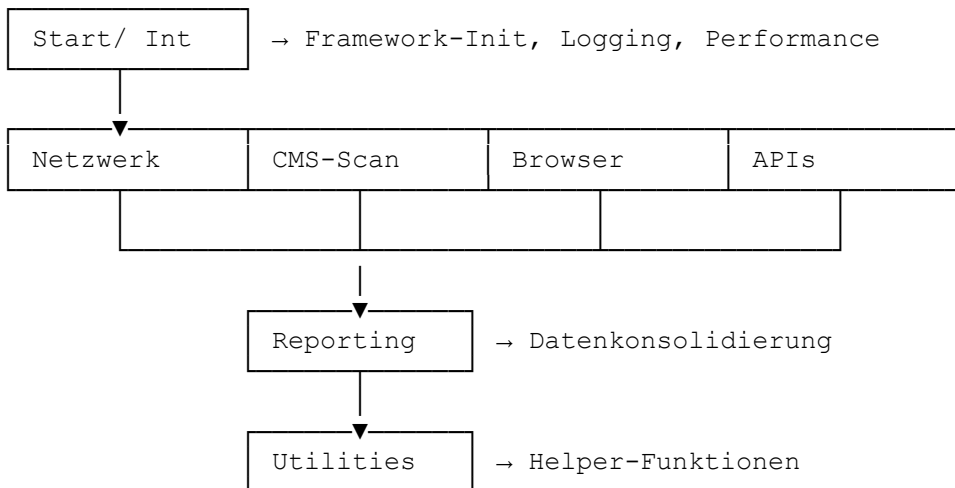 Start/ Int → Framework-Init, Logging, Performance
Netzwerk CMS-Scan Browser APIs
Reporting → Datenkonsolidierung
Utilities → Helper-Funktionen